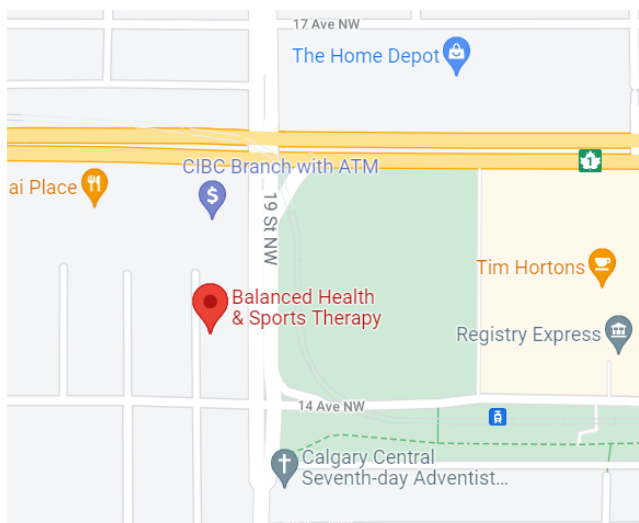 17 Ave NW
The Home Depot
CIBC Branch with ATM
1
ai Place
$
19 St NW
Tim Hortons
Balanced Health
& Sports Therapy
Registry Express
14 Ave NW
Calgary Central
Seventh-day Adventist...